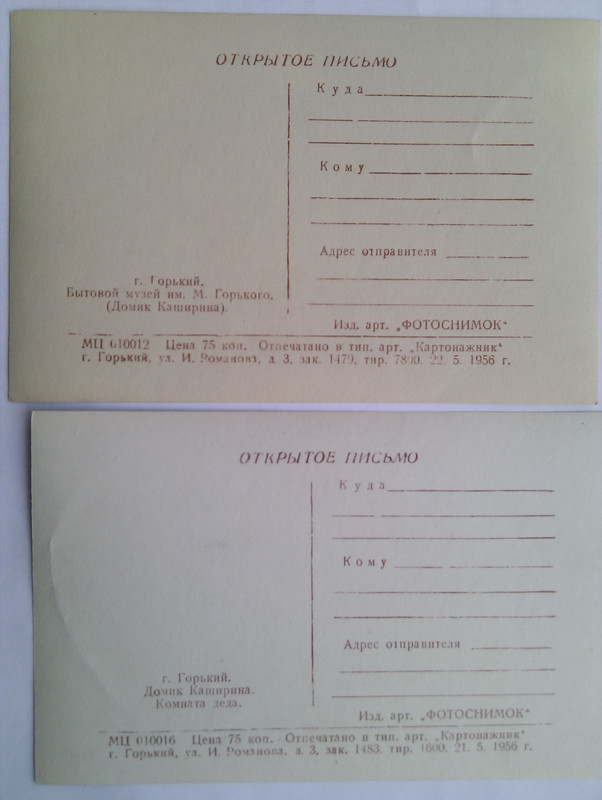 ОТКРЫТОЕ ПИСЬМО
Куда
Кому
Адрес отправителя
г. Горький.
Бытовой музей им. М. Горького.
(Домик Каширина).
Изд. арт. „ФОТОСНИМОК“
МЦ 010012 Цена 75 коп. Отпечатано в тип. арт. „Картонажник“
г. Горький, ул. И. Романова, д 3, зак. 1479, тир. 7800. 22. 5. 1956 г.
ОТКРЫТОЕ ПИСЬМО
Куда
Кому
Адрес отправителя
г. Горький.
Домик Каширина.
Комната деда.
Изд. арт. „ФОТОСНИМОК“
МЦ 010016 Цена 75 коп. Отпечатано в тип. арт. „Картонажник“
г. Горький, ул. И. Романова, д. 3, зак. 1483, тир. 1600. 21. 5. 1956 г.